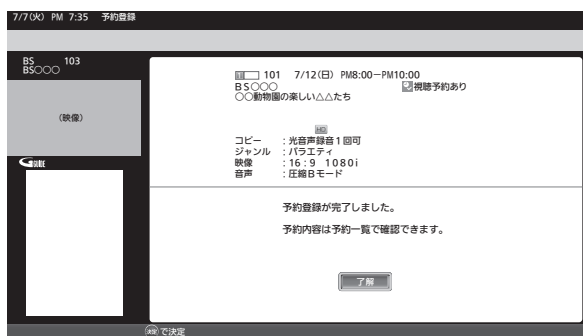 7/7(火) PM 7:35 予約登録
BS 103
BS○○○
101 7/12(日) PM8:00−PM10:00
BS○○○ 視聴予約あり
○○動物園の楽しい△△たち
（映像）
HD
コピー ：光音声録音1回可
ジャンル ：バラエティ
映像 ：16：9 1080i
音声 ：圧縮Bモード
G GUIDE
予約登録が完了しました。
予約内容は予約一覧で確認できます。
了解
決定 で決定